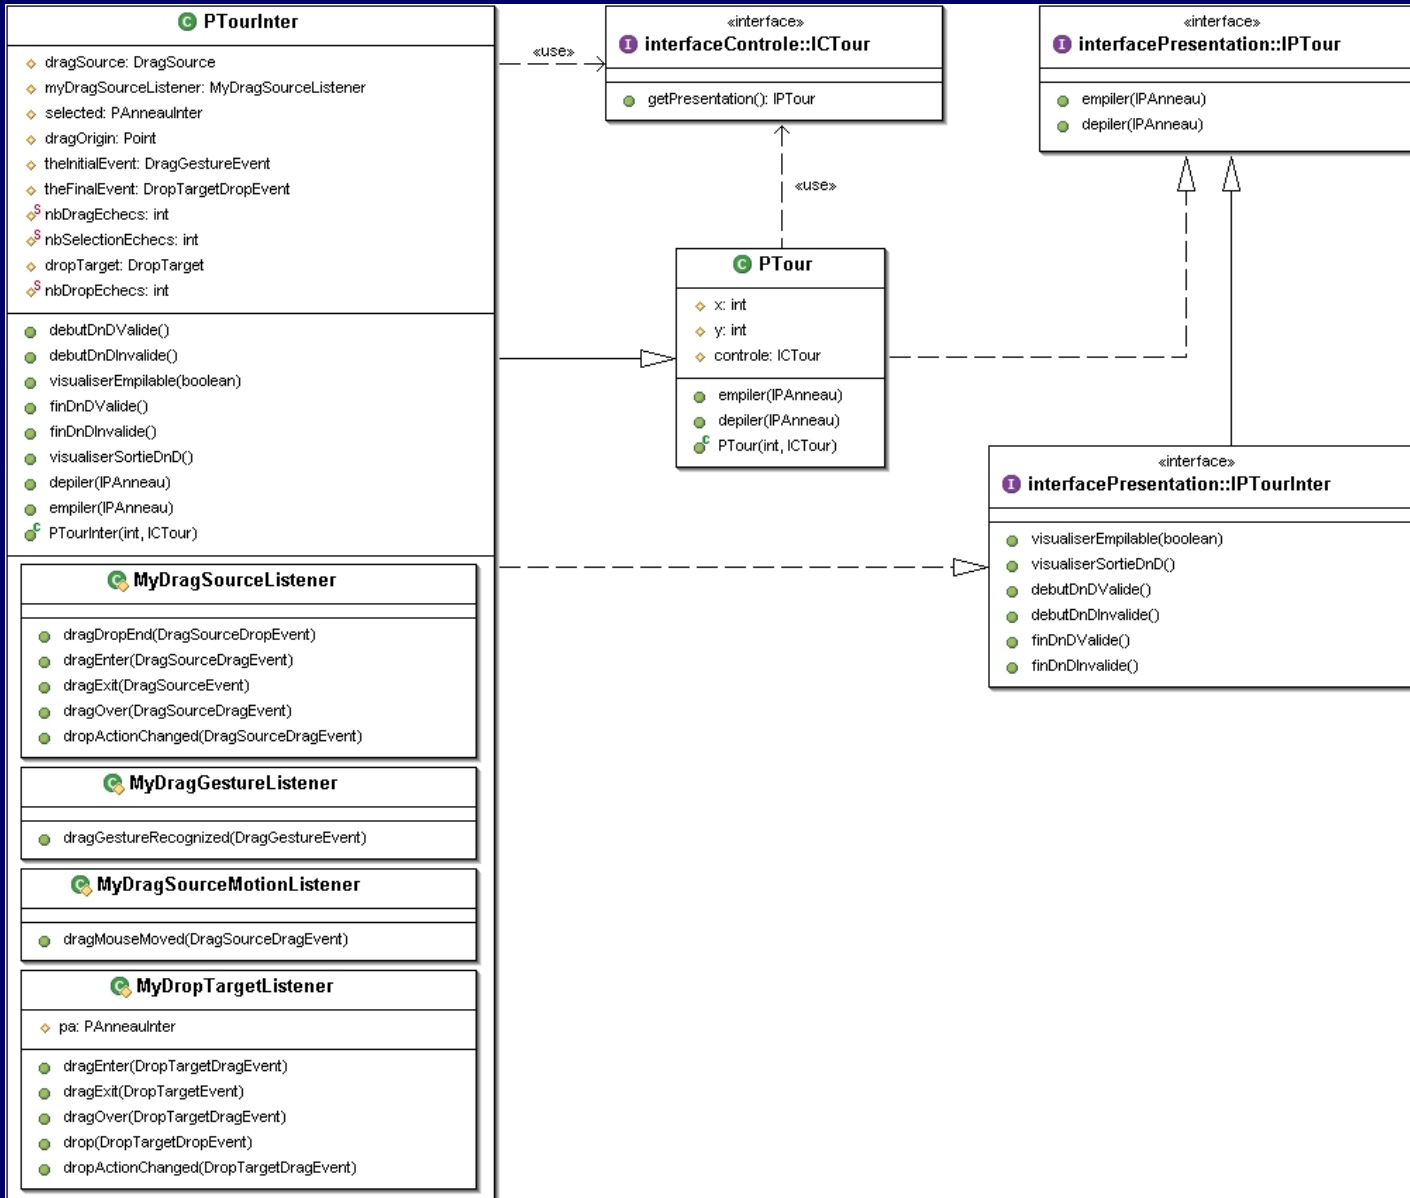 PTourInter
dragSource: DragSource
myDragSourceListener: MyDragSourceListener
selected: PAnneauInter
dragOrigin: Point
theInitialEvent: DragGestureEvent
theFinalEvent: DropTargetDropEvent
nbDragEchecs: int
nbSelectionEchecs: int
dropTarget: DropTarget
nbDropEchecs: int
debutDnDValide()
debutDnDInvalide()
visualiserEmpilable(boolean)
finDnDValide()
finDnDInvalide()
visualiserSortieDnD()
depiler(IPAnneau)
empiler(IPAnneau)
PTourInter(int, ICTour)
MyDragSourceListener
dragDropEnd(DragSourceDropEvent)
dragEnter(DragSourceDragEvent)
dragExit(DragSourceEvent)
dragOver(DragSourceDragEvent)
dropActionChanged(DragSourceDragEvent)
MyDragGestureListener
dragGestureRecognized(DragGestureEvent)
MyDragSourceMotionListener
dragMouseMoved(DragSourceDragEvent)
MyDropTargetListener
pa: PAnneauInter
dragEnter(DropTargetDragEvent)
dragExit(DropTargetEvent)
dragOver(DropTargetDragEvent)
drop(DropTargetDropEvent)
dropActionChanged(DropTargetDragEvent)
«use»
«interface»
interfaceControle::ICTour
getPresentation(): IPTour
«use»
PTour
x: int
y: int
controle: ICTour
empiler(IPAnneau)
depiler(IPAnneau)
PTour(int, ICTour)
«interface»
interfacePresentation::IPTour
empiler(IPAnneau)
depiler(IPAnneau)
«interface»
interfacePresentation::IPTourInter
visualiserEmpilable(boolean)
visualiserSortieDnD()
debutDnDValide()
debutDnDInvalide()
finDnDValide()
finDnDInvalide()